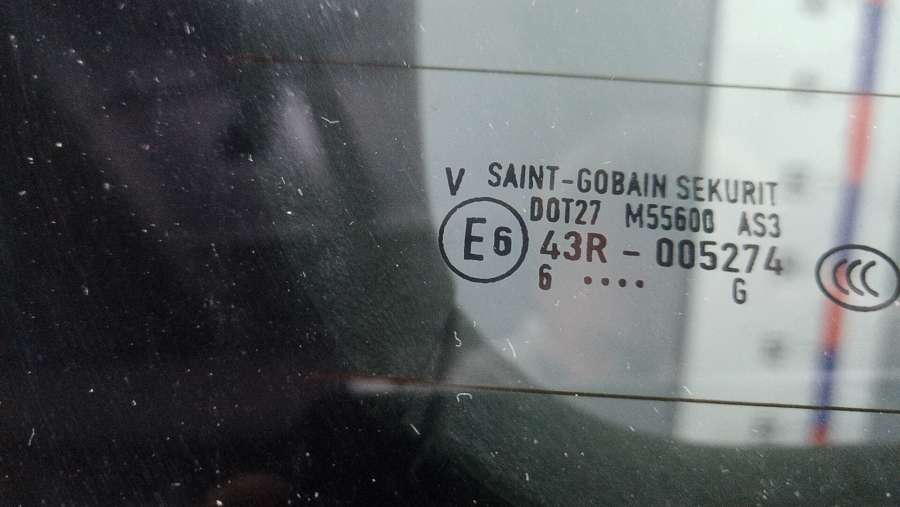 V SAINT-GOBAIN SEKURIT
DOT27 M55600 AS3
E6 43R - 005274
6 .... G
CCC